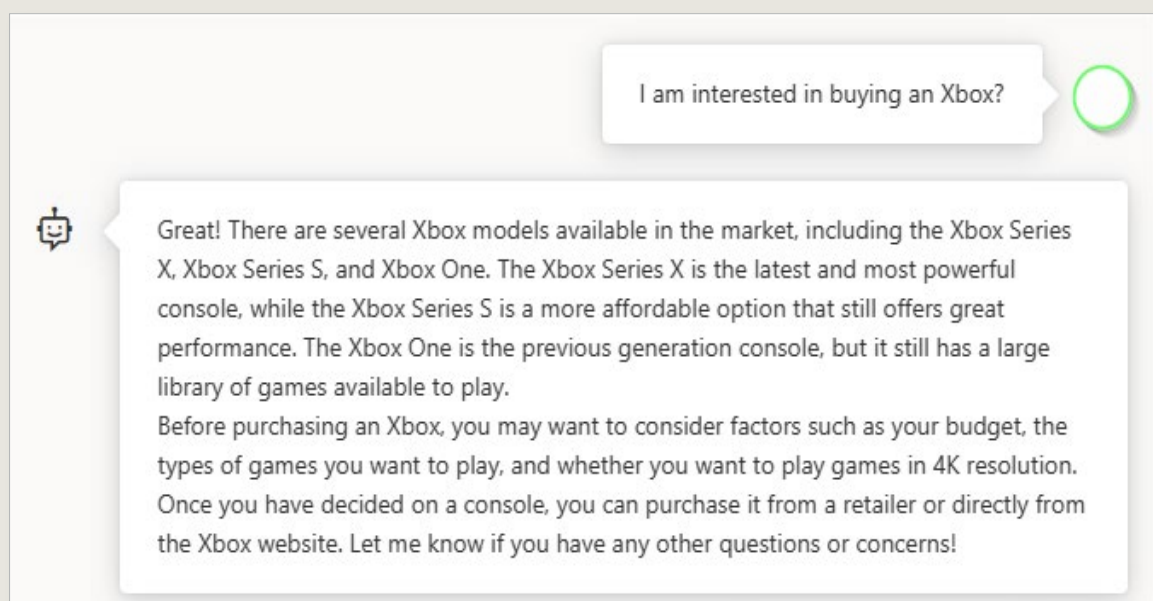 I am interested in buying an Xbox?
Great! There are several Xbox models available in the market, including the Xbox Series
X, Xbox Series S, and Xbox One. The Xbox Series X is the latest and most powerful
console, while the Xbox Series S is a more affordable option that still offers great
performance. The Xbox One is the previous generation console, but it still has a large
library of games available to play.
Before purchasing an Xbox, you may want to consider factors such as your budget, the
types of games you want to play, and whether you want to play games in 4K resolution.
Once you have decided on a console, you can purchase it from a retailer or directly from
the Xbox website. Let me know if you have any other questions or concerns!